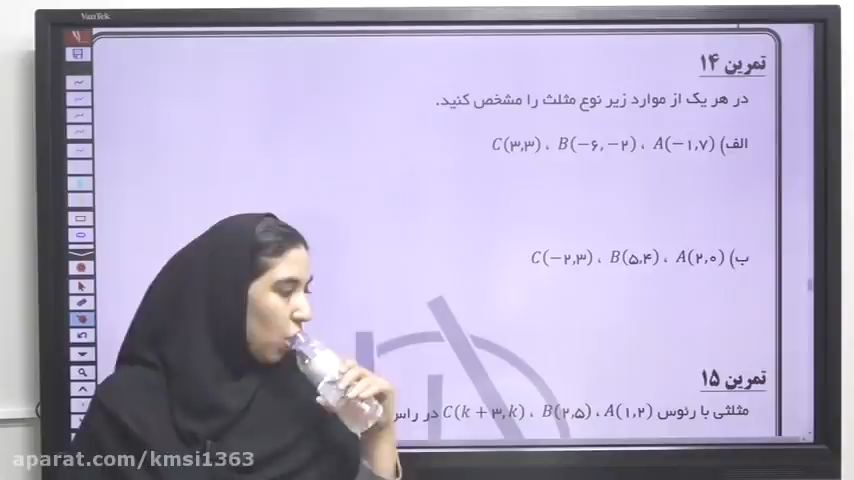 VanTek
تمرین ۱۴
در هر یک از موارد زیر نوع مثلث را مشخص کنید.
الف) A(−۱,۷) ، B(−۶,−۲) ، C(۳,۳)
ب) A(۲,۰) ، B(۵,۴) ، C(−۲,۳)
تمرین ۱۵
مثلثی با رئوس A(۱,۲) ، B(۲,۵) ، C(k + ۳,k) در راس
aparat.com/kmsi1363